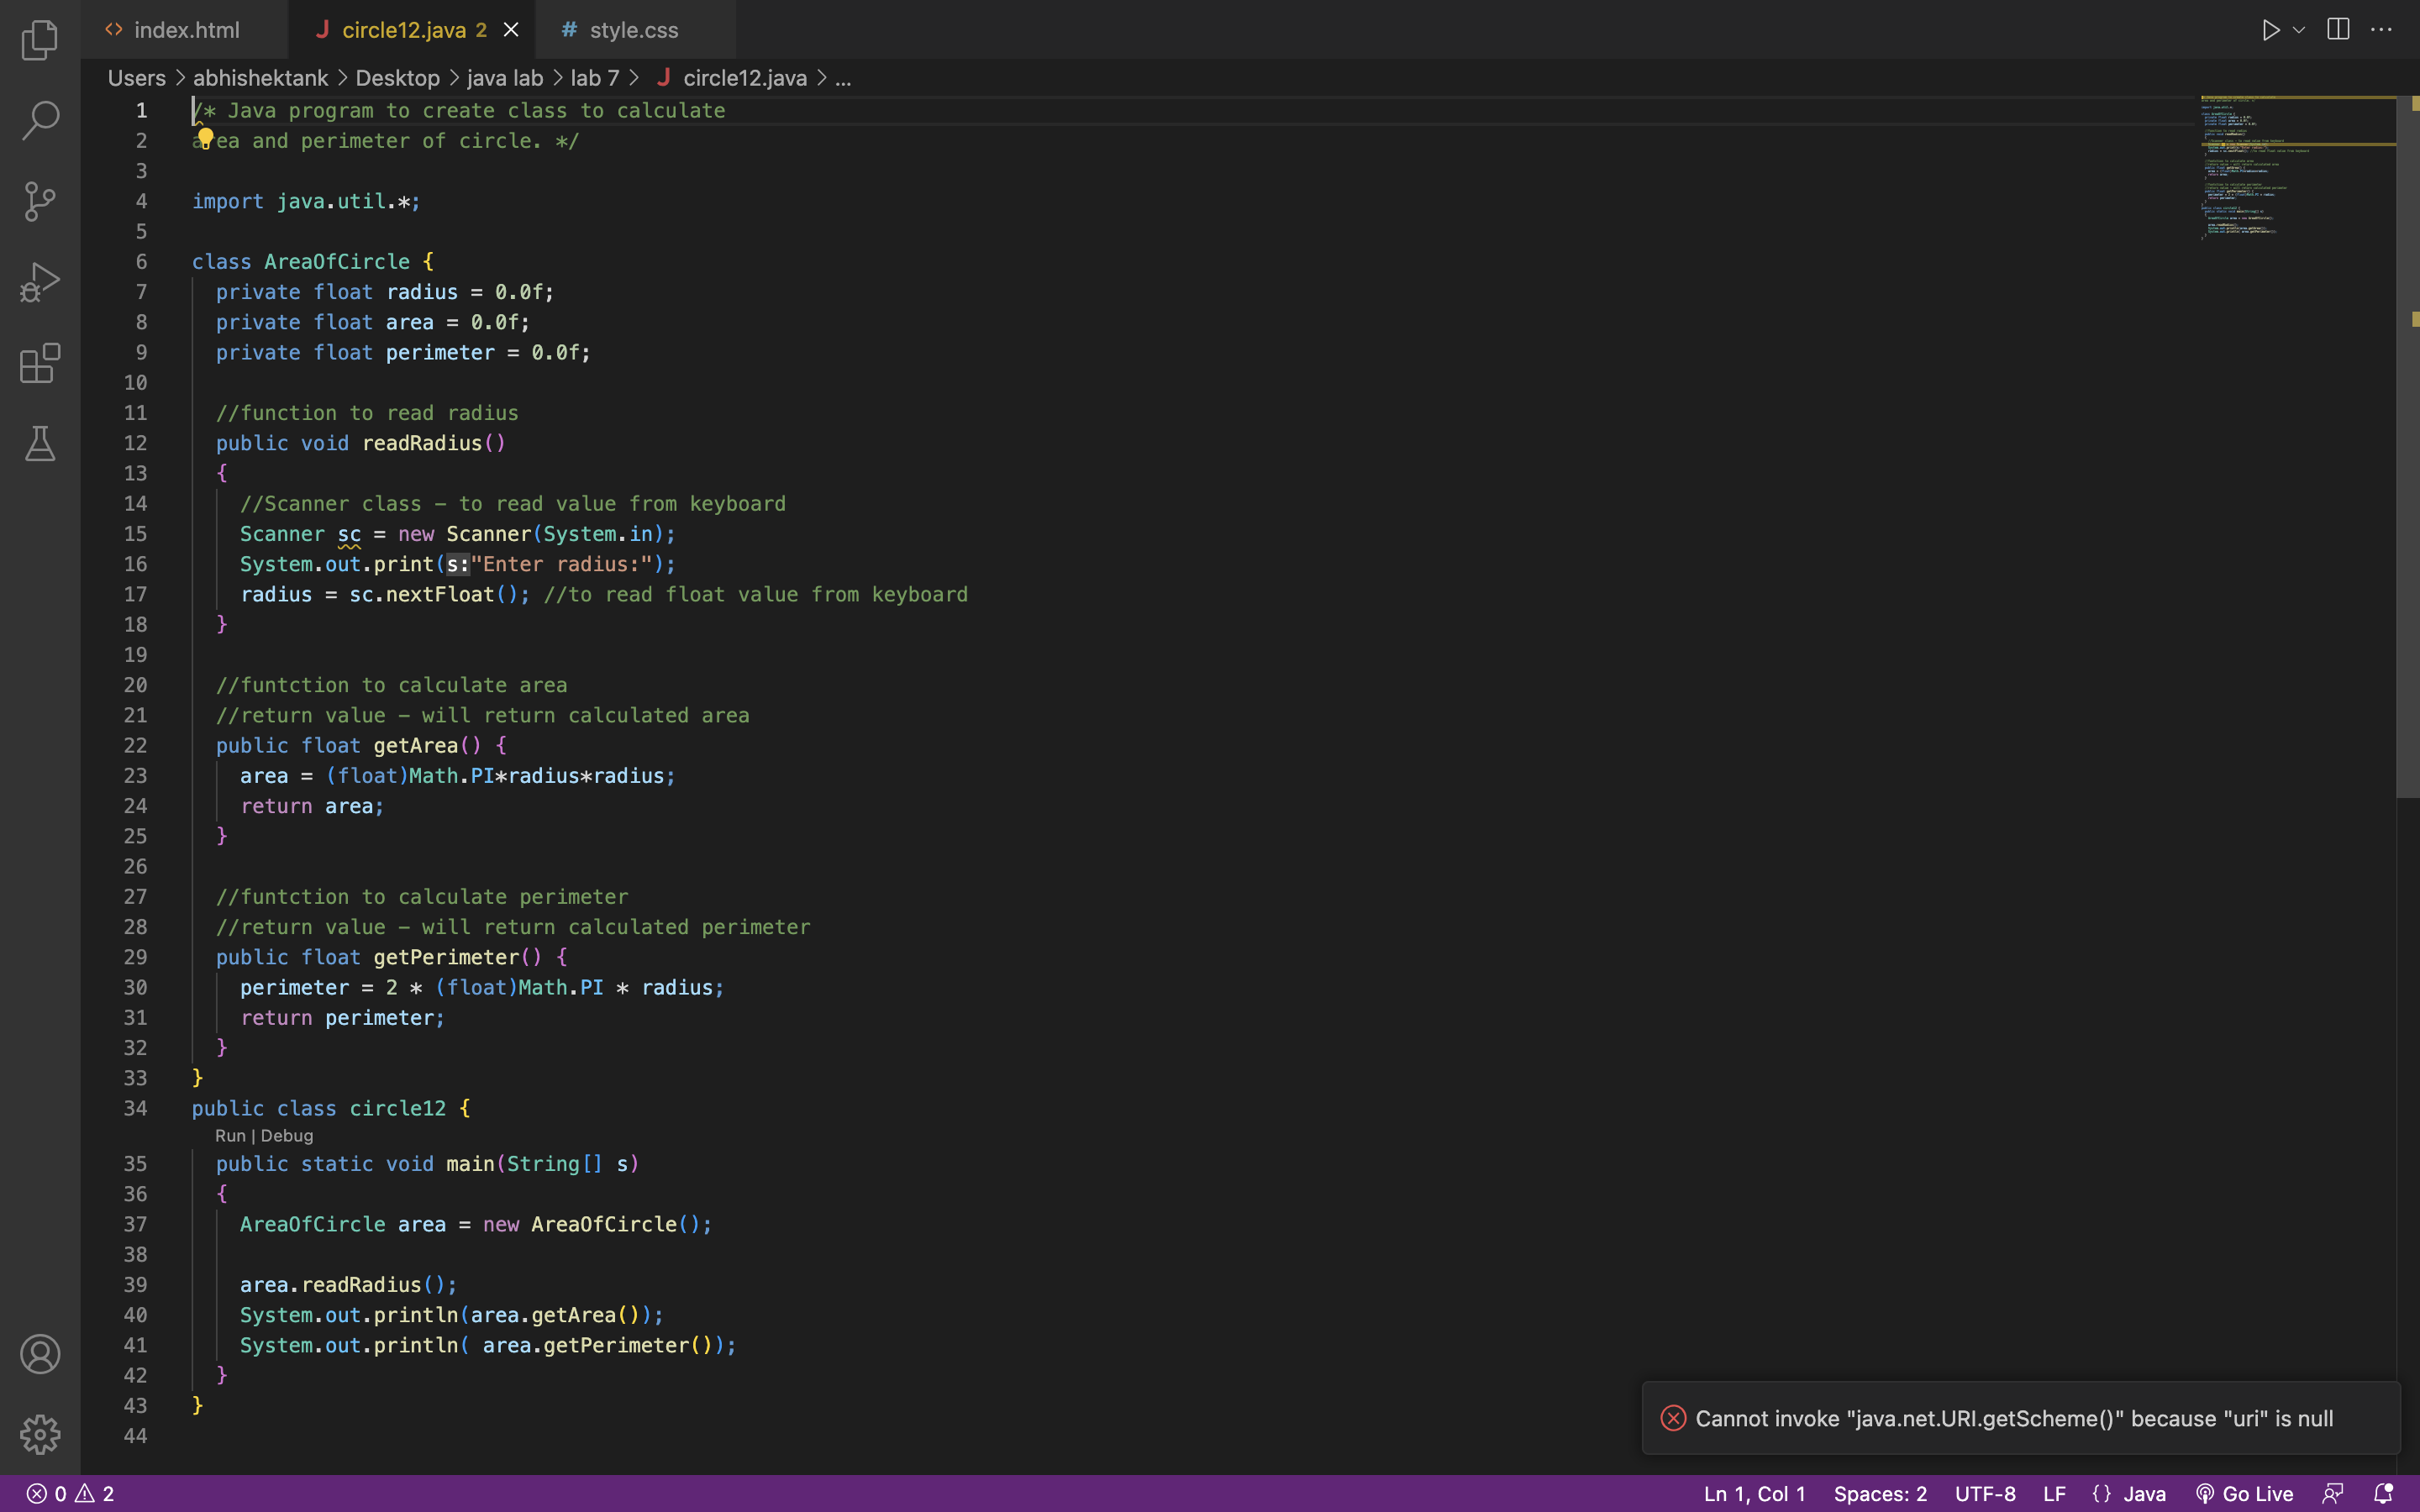 index.html
J circle12.java 2
# style.css
Users > abhishektank > Desktop > java lab > lab 7 > J circle12.java > ...
1 /* Java program to create class to calculate
2 area and perimeter of circle. */
3
4 import java.util.*;
5
6 class AreaOfCircle {
7 private float radius = 0.0f;
8 private float area = 0.0f;
9 private float perimeter = 0.0f;
10
11 //function to read radius
12 public void readRadius()
13 {
14 //Scanner class – to read value from keyboard
15 Scanner sc = new Scanner(System.in);
16 System.out.print(s:"Enter radius:");
17 radius = sc.nextFloat(); //to read float value from keyboard
18 }
19
20 //funtction to calculate area
21 //return value – will return calculated area
22 public float getArea() {
23 area = (float)Math.PI*radius*radius;
24 return area;
25 }
26
27 //funtction to calculate perimeter
28 //return value – will return calculated perimeter
29 public float getPerimeter() {
30 perimeter = 2 * (float)Math.PI * radius;
31 return perimeter;
32 }
33 }
34 public class circle12 {
Run | Debug
35 public static void main(String[] s)
36 {
37 AreaOfCircle area = new AreaOfCircle();
38
39 area.readRadius();
40 System.out.println(area.getArea());
41 System.out.println( area.getPerimeter());
42 }
43 }
44
Cannot invoke "java.net.URI.getScheme()" because "uri" is null
0 2
Ln 1, Col 1 Spaces: 2 UTF-8 LF {} Java Go Live